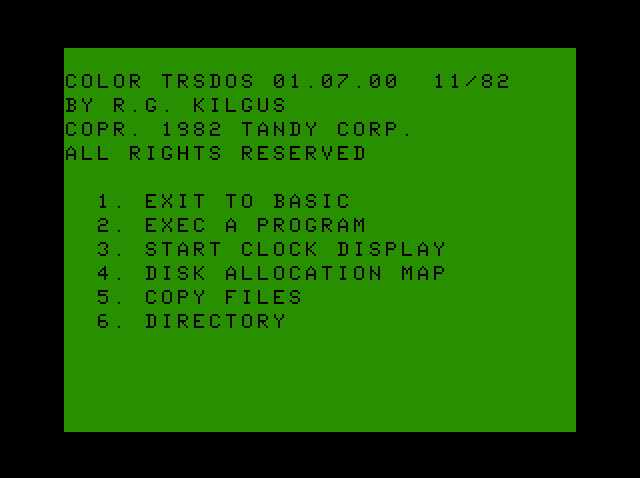 COLOR TRSDOS 01.07.00  11/82
BY R.G. KILGUS
COPR. 1982 TANDY CORP.
ALL RIGHTS RESERVED
1. EXIT TO BASIC
2. EXEC A PROGRAM
3. START CLOCK DISPLAY
4. DISK ALLOCATION MAP
5. COPY FILES
6. DIRECTORY